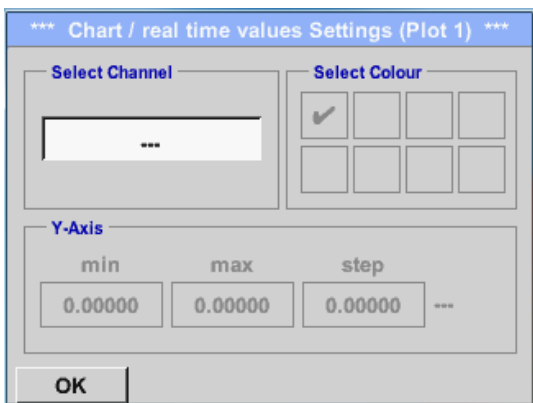 *** Chart / real time values Settings (Plot 1) ***
Select Channel
Select Colour
---
✔
Y-Axis
min max step
0.00000 0.00000 0.00000 ---
OK